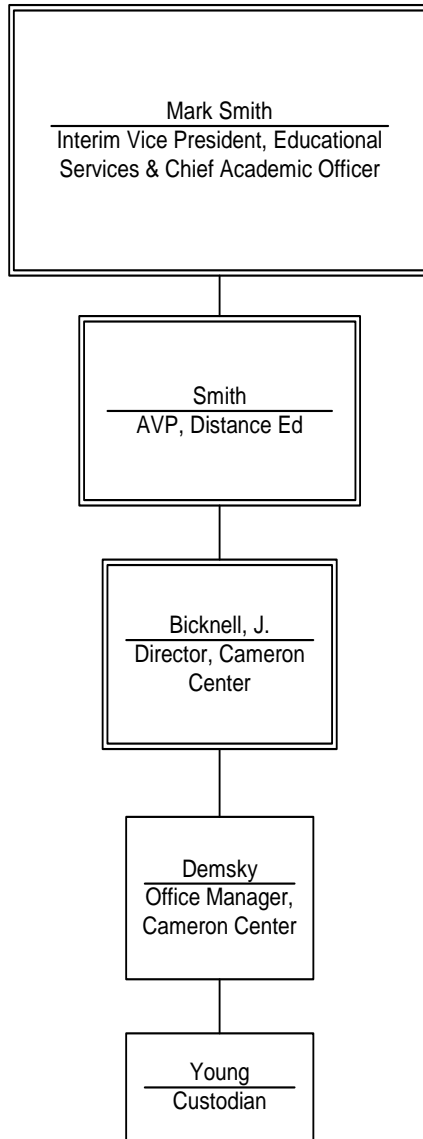 Mark Smith
Interim Vice President, Educational
Services & Chief Academic Officer
Smith
AVP, Distance Ed
Bicknell, J.
Director, Cameron
Center
Demsky
Office Manager,
Cameron Center
Young
Custodian